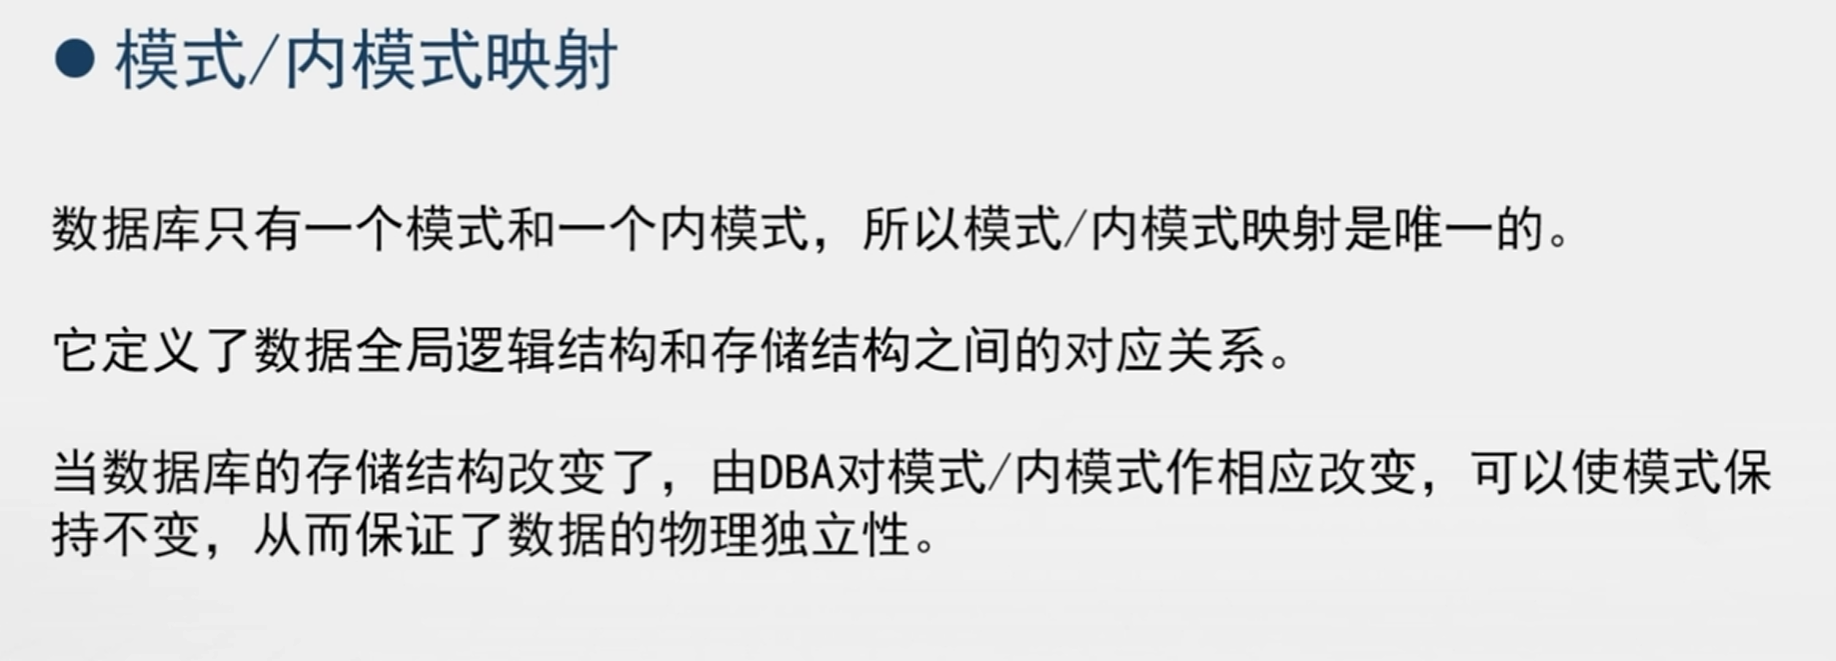 ● 模式/内模式映射
数据库只有一个模式和一个内模式，所以模式/内模式映射是唯一的。
它定义了数据全局逻辑结构和存储结构之间的对应关系。
当数据库的存储结构改变了，由DBA对模式/内模式作相应改变，可以使模式保
持不变，从而保证了数据的物理独立性。